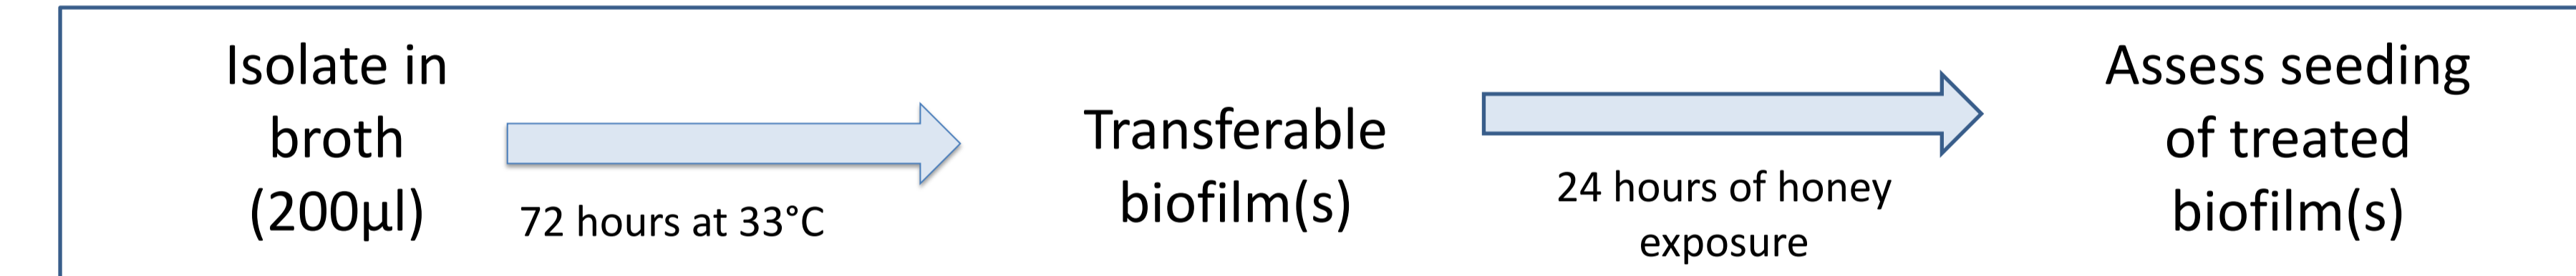 Isolate in
broth
(200µl)
72 hours at 33°C
Transferable
biofilm(s)
24 hours of honey
exposure
Assess seeding
of treated
biofilm(s)